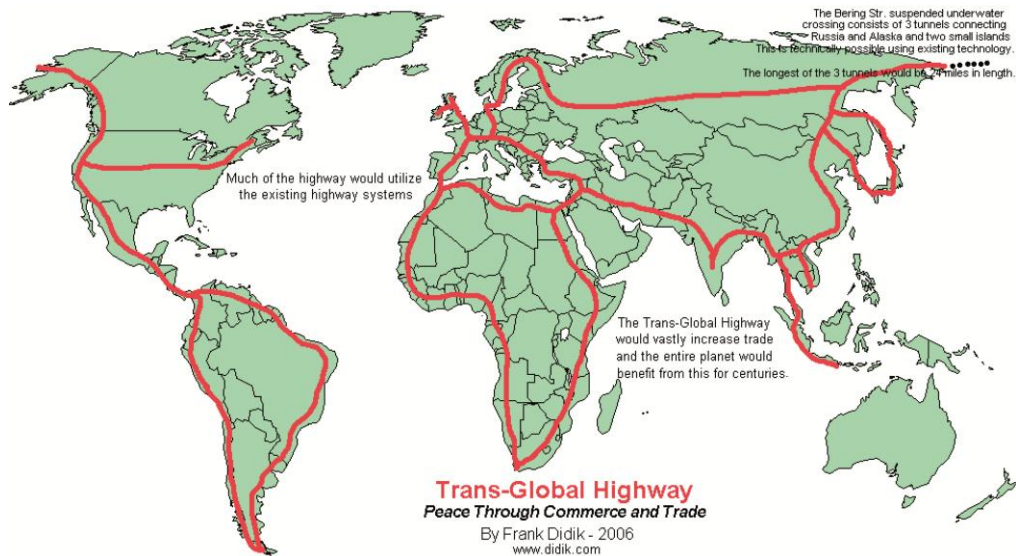 The Bering Str. suspended underwater
crossing consists of 3 tunnels connecting
Russia and Alaska and two small islands
This is technically possible using existing technology.
The longest of the 3 tunnels would be 24 miles in length.
Much of the highway would utilize
the existing highway systems
The Trans-Global Highway
would vastly increase trade
and the entire planet would
benefit from this for centuries.
Trans-Global Highway
Peace Through Commerce and Trade
By Frank Didik - 2006
www.didik.com